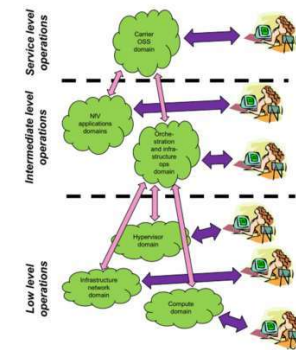 Service level
operations
Carrier
OSS
domain
Intermediate level
operations
NfV
applications
domains
Orche-
stration
and infra-
structure
ops
domain
Low level
operations
Hypervisor
domain
Infrastructure
network
domain
Compute
domain